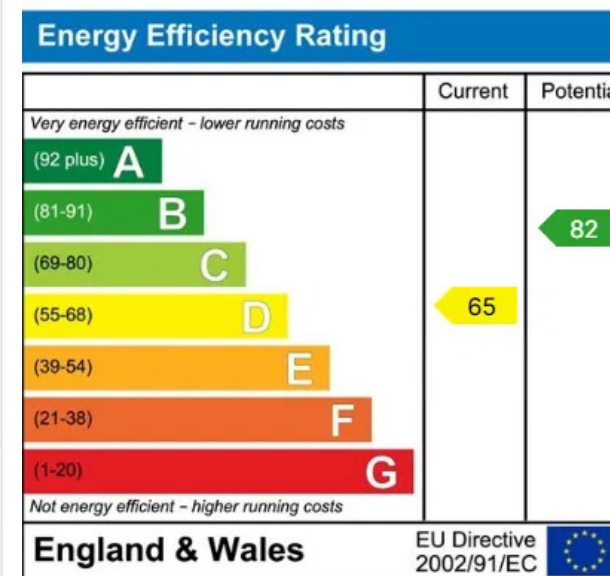 Energy Efficiency Rating
Current Potentia
Very energy efficient – lower running costs
(92 plus) A
(81-91) B
82
(69-80) C
(55-68) D
65
(39-54) E
(21-38) F
(1-20) G
Not energy efficient – higher running costs
England & Wales
EU Directive
2002/91/EC